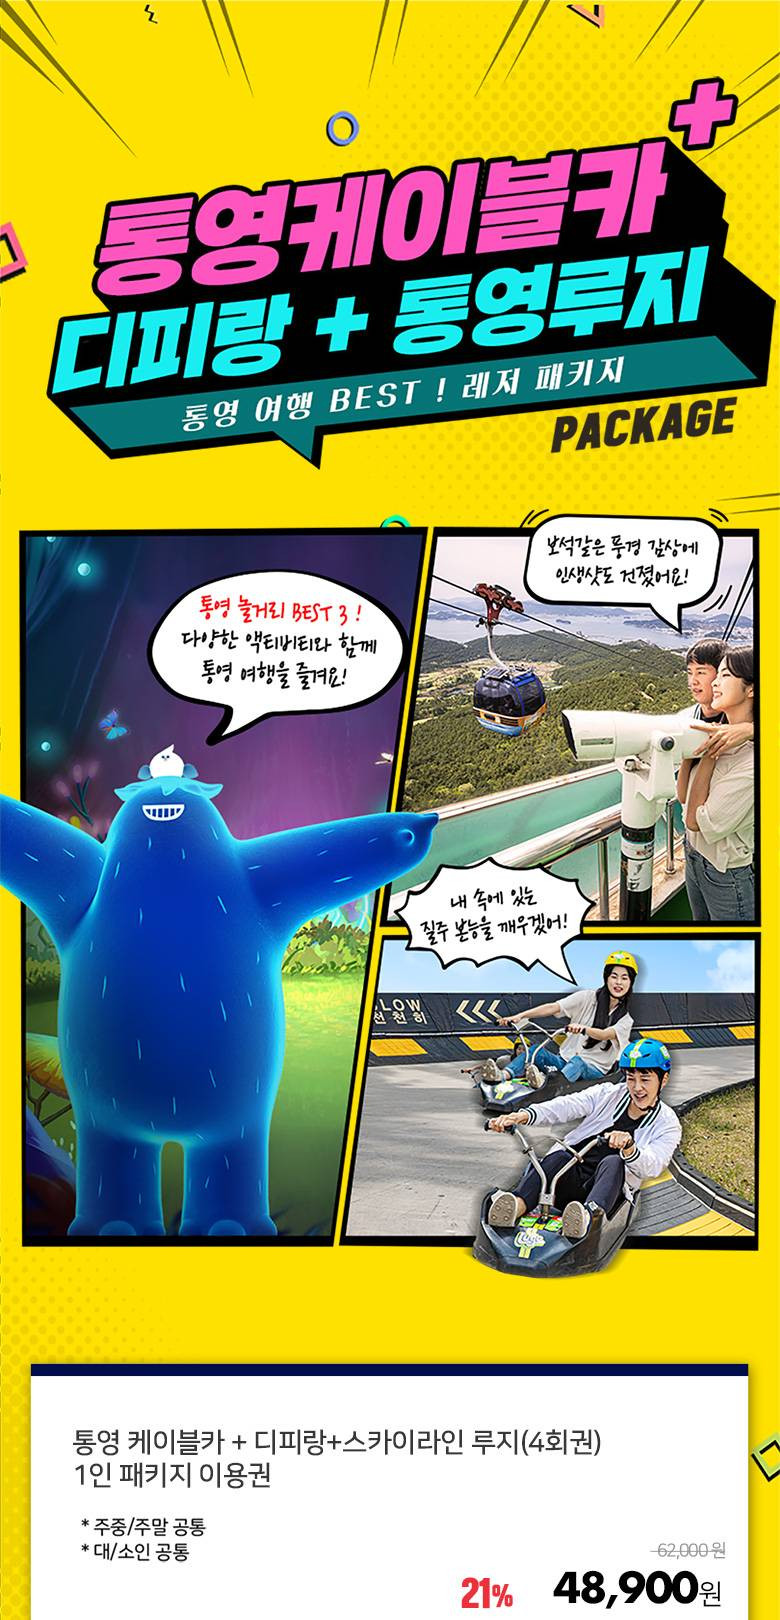 통영케이블카+
디피랑 + 통영루지
통영 여행 BEST ! 레저 패키지
PACKAGE
보석같은 풍경 감상에
인생샷도 건졌어요!
통영 놀거리 BEST 3 !
다양한 액티비티와 함께
통영 여행을 즐겨요!
내 속에 있는
질주 본능을 깨우겠어!
SLOW
천천히
통영 케이블카 + 디피랑+스카이라인 루지(4회권)
1인 패키지 이용권
* 주중/주말 공통
* 대/소인 공통
62,000 원
21% 48,900원